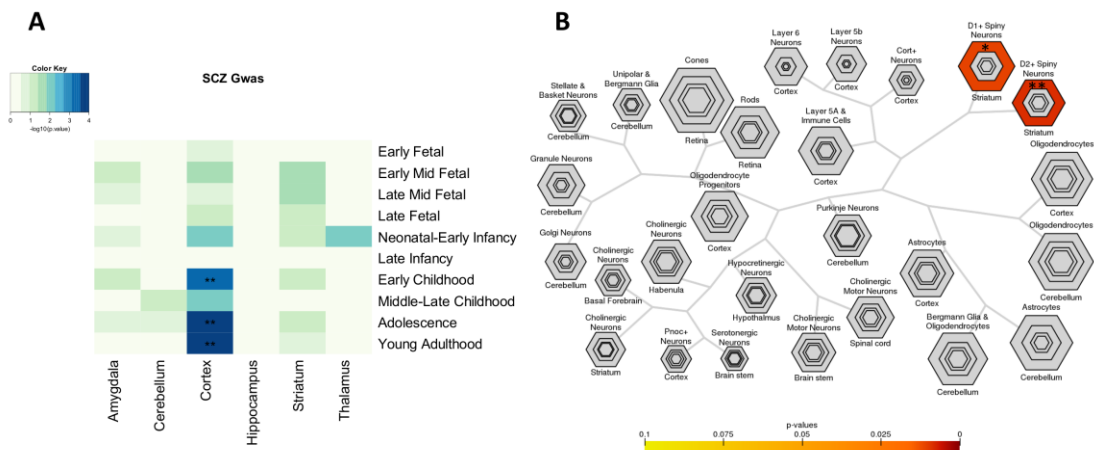 A
Color Key
0 1 2 3 4
-log10(p.value)
SCZ Gwas
Early Fetal
Early Mid Fetal
Late Mid Fetal
Late Fetal
Neonatal-Early Infancy
Late Infancy
Early Childhood
**
Middle-Late Childhood
Adolescence
**
Young Adulthood
**
Amygdala
Cerebellum
Cortex
Hippocampus
Striatum
Thalamus
B
Stellate &
Basket Neurons
Cerebellum
Unipolar &
Bergmann Glia
Cerebellum
Cones
Retina
Rods
Retina
Layer 6
Neurons
Cortex
Layer 5b
Neurons
Cortex
Cort+
Neurons
Cortex
D1+ Spiny
Neurons
*
Striatum
D2+ Spiny
Neurons
**
Striatum
Layer 5A &
Immune Cells
Cortex
Oligodendrocytes
Cortex
Granule Neurons
Cerebellum
Oligodendrocyte
Progenitors
Cortex
Purkinje Neurons
Cerebellum
Golgi Neurons
Cerebellum
Cholinergic
Neurons
Basal Forebrain
Cholinergic
Neurons
Habenula
Hypocretinergic
Neurons
Hypothalmus
Cholinergic
Motor Neurons
Spinal cord
Astrocytes
Cortex
Oligodendrocytes
Cerebellum
Cholinergic
Neurons
Striatum
Pnoc+
Neurons
Cortex
Serotonergic
Neurons
Brain stem
Cholinergic
Motor Neurons
Brain stem
Bergmann Glia &
Oligodendrocytes
Cerebellum
Astrocytes
Cerebellum
p-values
0.1 0.075 0.05 0.025 0